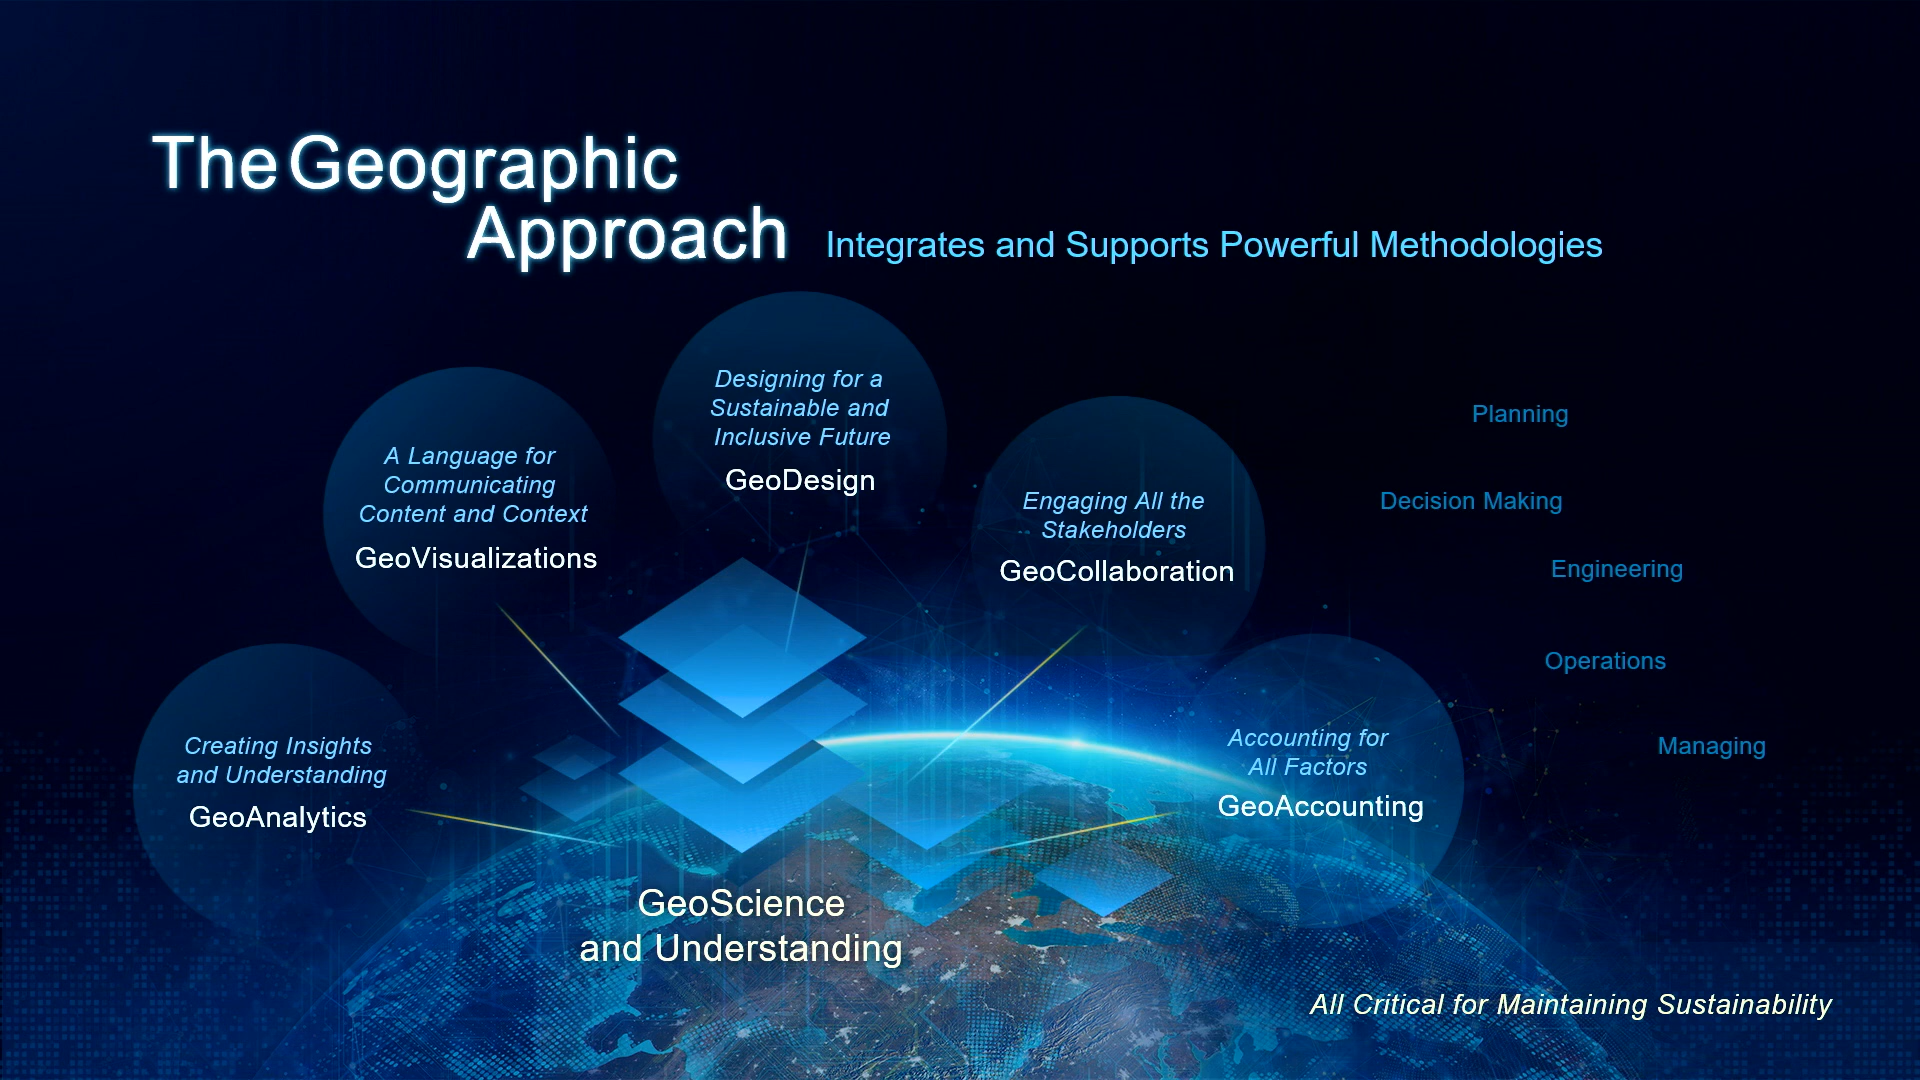 The Geographic
Approach
Integrates and Supports Powerful Methodologies
Designing for a
Sustainable and
Inclusive Future
GeoDesign
A Language for
Communicating
Content and Context
GeoVisualizations
Engaging All the
Stakeholders
GeoCollaboration
Creating Insights
and Understanding
GeoAnalytics
Accounting for
All Factors
GeoAccounting
Planning
Decision Making
Engineering
Operations
Managing
GeoScience
and Understanding
All Critical for Maintaining Sustainability